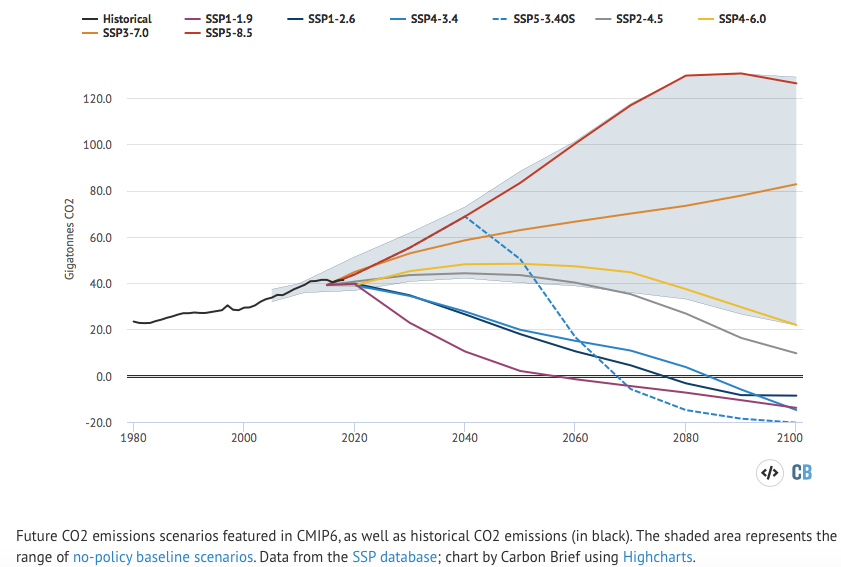 Historical SSP1-1.9 SSP1-2.6 SSP4-3.4 SSP5-3.4OS SSP2-4.5 SSP4-6.0
SSP3-7.0 SSP5-8.5
Gigatonnes CO2
120.0
100.0
80.0
60.0
40.0
20.0
0.0
-20.0
1980 2000 2020 2040 2060 2080 2100
</> CB
Future CO2 emissions scenarios featured in CMIP6, as well as historical CO2 emissions (in black). The shaded area represents the
range of no-policy baseline scenarios. Data from the SSP database; chart by Carbon Brief using Highcharts.